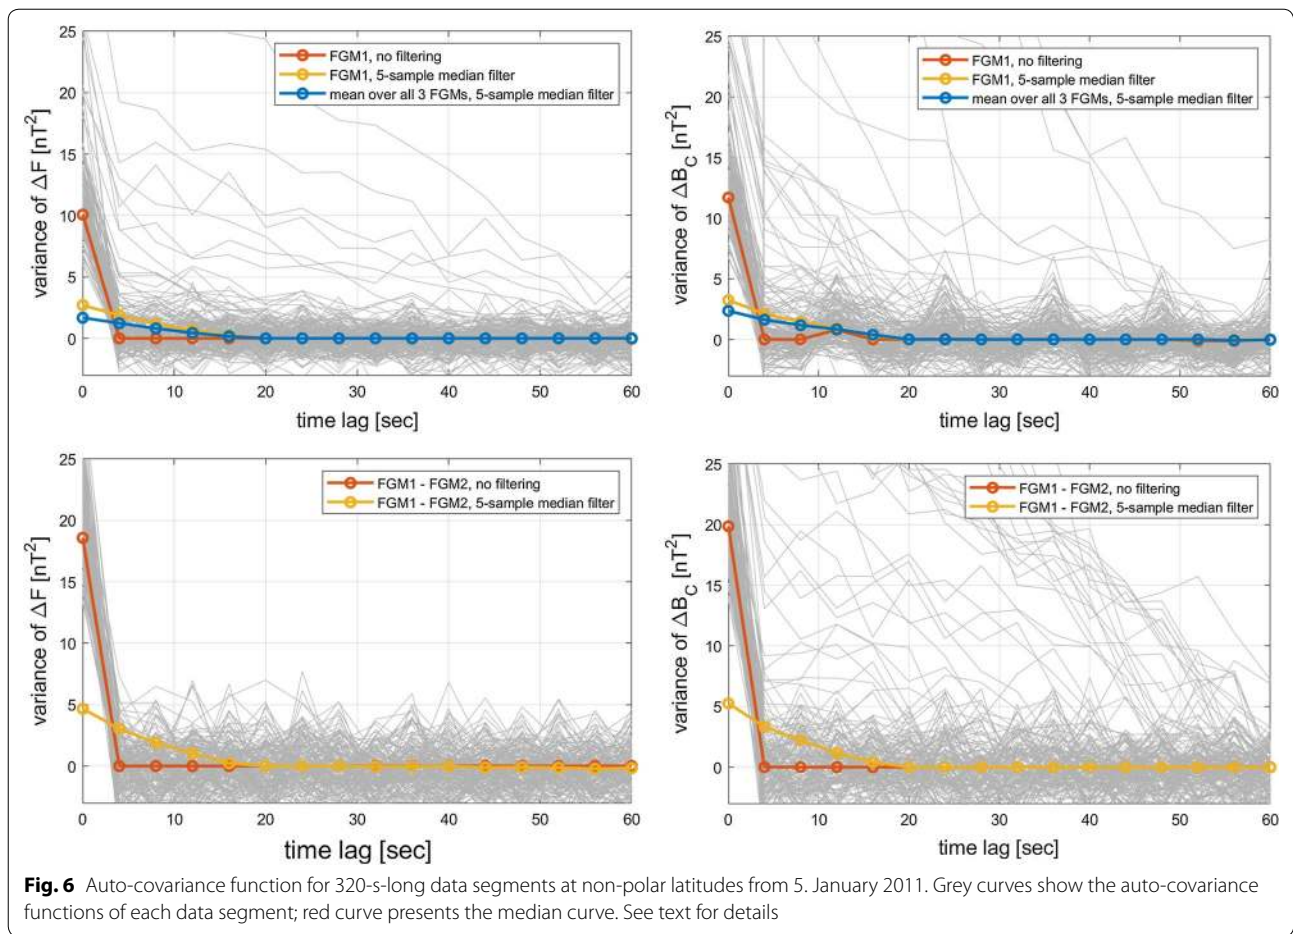 25
20
15
10
5
0
variance of ΔF [nT²]
FGM1, no filtering
FGM1, 5-sample median filter
mean over all 3 FGMs, 5-sample median filter
0 10 20 30 40 50 60
time lag [sec]
25
20
15
10
5
0
variance of ΔB_C [nT²]
FGM1, no filtering
FGM1, 5-sample median filter
mean over all 3 FGMs, 5-sample median filter
0 10 20 30 40 50 60
time lag [sec]
25
20
15
10
5
0
variance of ΔF [nT²]
FGM1 - FGM2, no filtering
FGM1 - FGM2, 5-sample median filter
0 10 20 30 40 50 60
time lag [sec]
25
20
15
10
5
0
variance of ΔB_C [nT²]
FGM1 - FGM2, no filtering
FGM1 - FGM2, 5-sample median filter
0 10 20 30 40 50 60
time lag [sec]
Fig. 6 Auto-covariance function for 320-s-long data segments at non-polar latitudes from 5. January 2011. Grey curves show the auto-covariance
functions of each data segment; red curve presents the median curve. See text for details